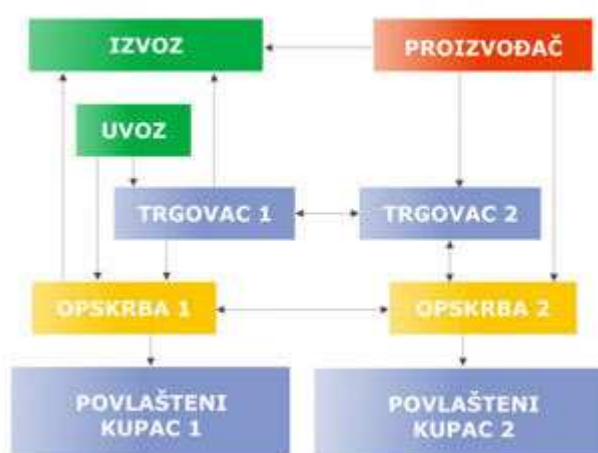 IZVOZ
PROIZVOĐAČ
UVOZ
TRGOVAC 1
TRGOVAC 2
OPSKRBA 1
OPSKRBA 2
POVLAŠTENI
KUPAC 1
POVLAŠTENI
KUPAC 2